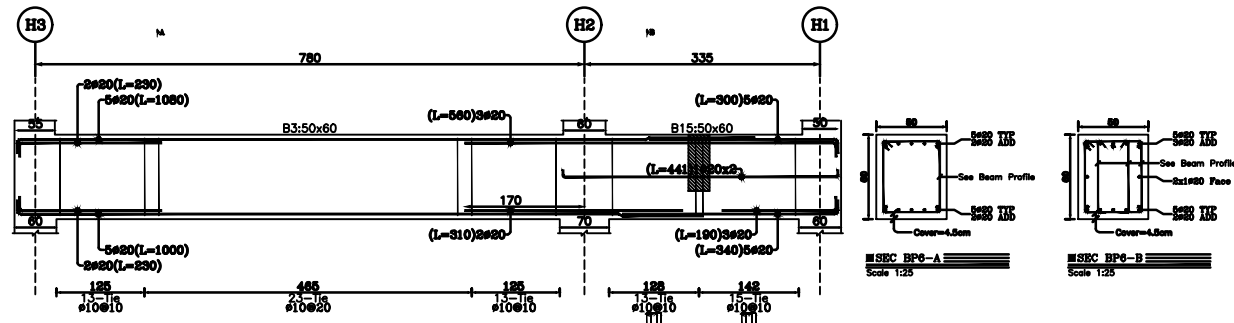 H3
H2
H1
A
B
780
335
2ø20(L=230)
5ø20(L=1080)
(L=560)3ø20
(L=300)5ø20
55
B3:50x60
60
B15:50x60
30
170
60
70
60
5ø20(L=1000)
2ø20(L=230)
(L=310)2ø20
(L=190)3ø20
(L=340)5ø20
125
465
125
128
142
13-Tie
23-Tie
13-Tie
13-Tie
15-Tie
ø10@10
ø10@20
ø10@10
ø10@10
ø10@10
5ø20 TYP
2ø20 ADD
See Beam Profile
5ø20 TYP
2ø20 ADD
Cover=4.5cm
SEC BP6-A
Scale 1:25
5ø20 TYP
3ø20 ADD
See Beam Profile
2x1ø20 Face
5ø20 TYP
2ø20 ADD
Cover=4.5cm
SEC BP6-B
Scale 1:25